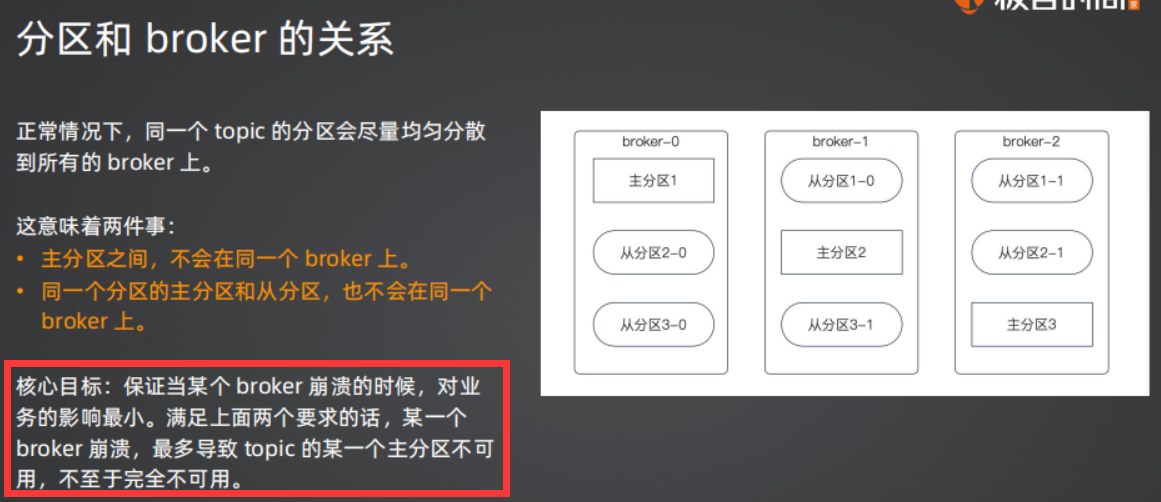 分区和 broker 的关系
正常情况下，同一个 topic 的分区会尽量均匀分散
到所有的 broker 上。
这意味着两件事：
• 主分区之间，不会在同一个 broker 上。
• 同一个分区的主分区和从分区，也不会在同一个
broker 上。
核心目标：保证当某个 broker 崩溃的时候，对业
务的影响最小。满足上面两个要求的话，某一个
broker 崩溃，最多导致 topic 的某一个主分区不可
用，不至于完全不可用。
broker-0
主分区1
从分区2-0
从分区3-0
broker-1
从分区1-0
主分区2
从分区3-1
broker-2
从分区1-1
从分区2-1
主分区3